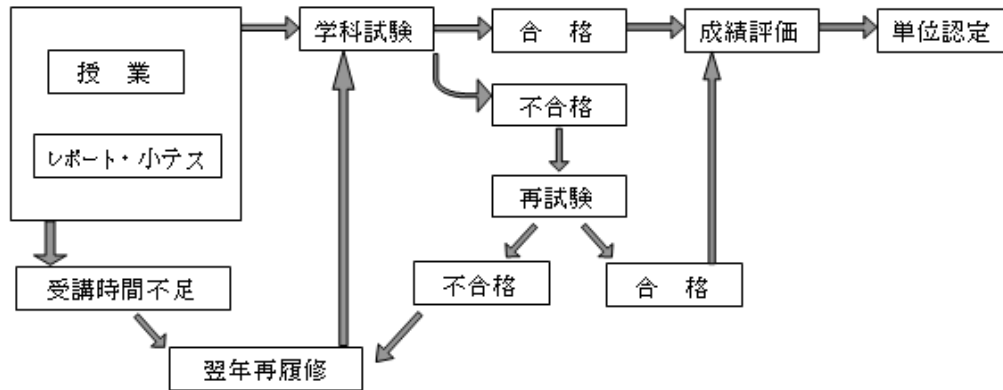 学科試験
合　格
成績評価
単位認定
授　業
レポート・小テス
不合格
再試験
受講時間不足
不合格
合　格
翌年再履修